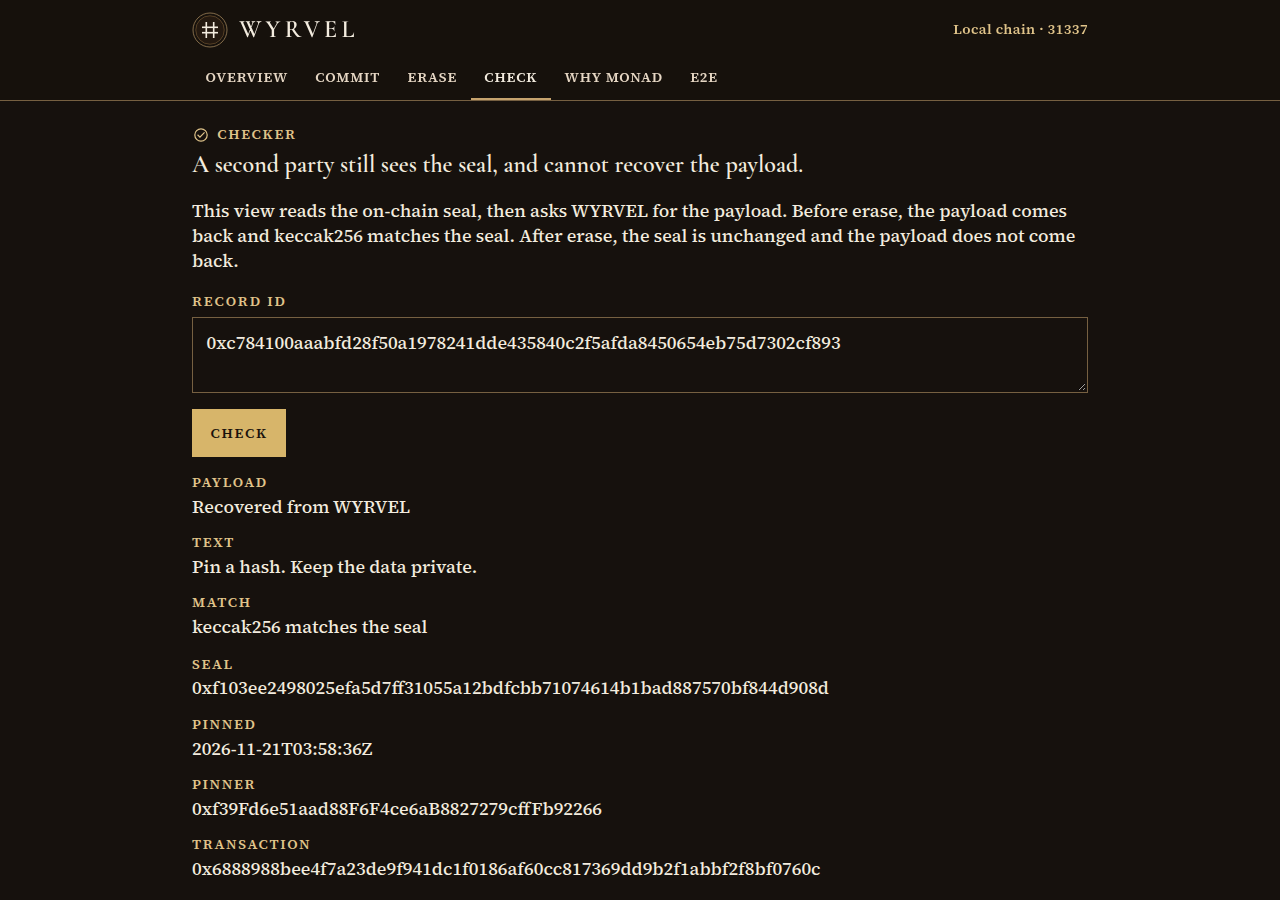 WYRVEL
Local chain · 31337
OVERVIEW COMMIT ERASE CHECK WHY MONAD E2E
CHECKER
A second party still sees the seal, and cannot recover the payload.
This view reads the on-chain seal, then asks WYRVEL for the payload. Before erase, the payload comes
back and keccak256 matches the seal. After erase, the seal is unchanged and the payload does not come
back.
RECORD ID
0xc784100aaabfd28f50a1978241dde435840c2f5afda8450654eb75d7302cf893
CHECK
PAYLOAD
Recovered from WYRVEL
TEXT
Pin a hash. Keep the data private.
MATCH
keccak256 matches the seal
SEAL
0xf103ee2498025efa5d7ff31055a12bdfcbb71074614b1bad887570bf844d908d
PINNED
2026-11-21T03:58:36Z
PINNER
0xf39Fd6e51aad88F6F4ce6aB8827279cffFb92266
TRANSACTION
0x6888988bee4f7a23de9f941dc1f0186af60cc817369dd9b2f1abbf2f8bf0760c